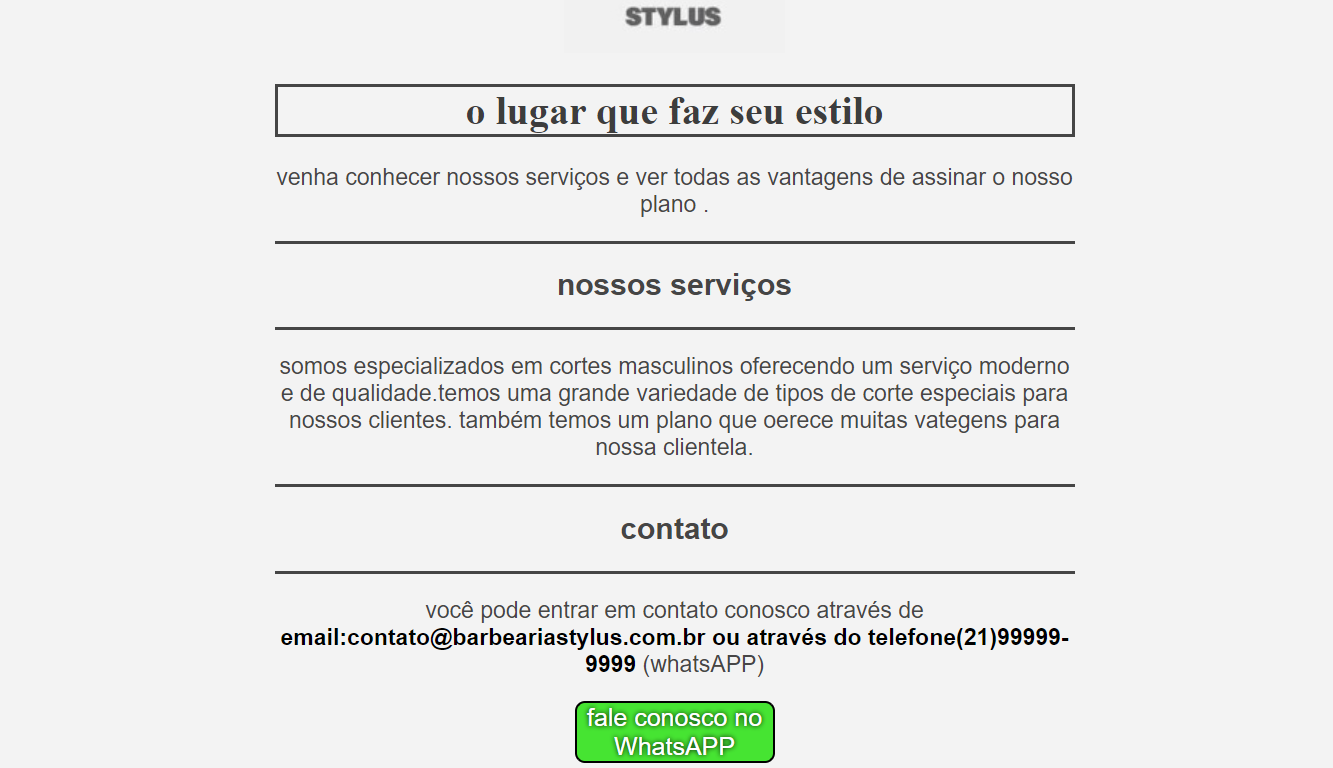 STYLUS
o lugar que faz seu estilo
venha conhecer nossos serviços e ver todas as vantagens de assinar o nosso
plano .
nossos serviços
somos especializados em cortes masculinos oferecendo um serviço moderno
e de qualidade.temos uma grande variedade de tipos de corte especiais para
nossos clientes. também temos um plano que oerece muitas vategens para
nossa clientela.
contato
você pode entrar em contato conosco através de
email:contato@barbeariastylus.com.br ou através do telefone(21)99999-
9999 (whatsAPP)
fale conosco no
WhatsAPP